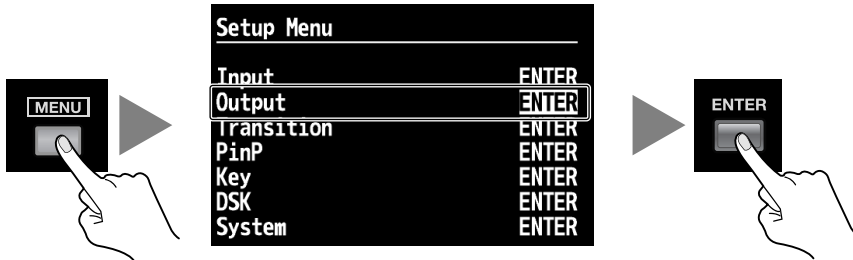 MENU
Setup Menu
Input ENTER
Output ENTER
Transition ENTER
PinP ENTER
Key ENTER
DSK ENTER
System ENTER
ENTER